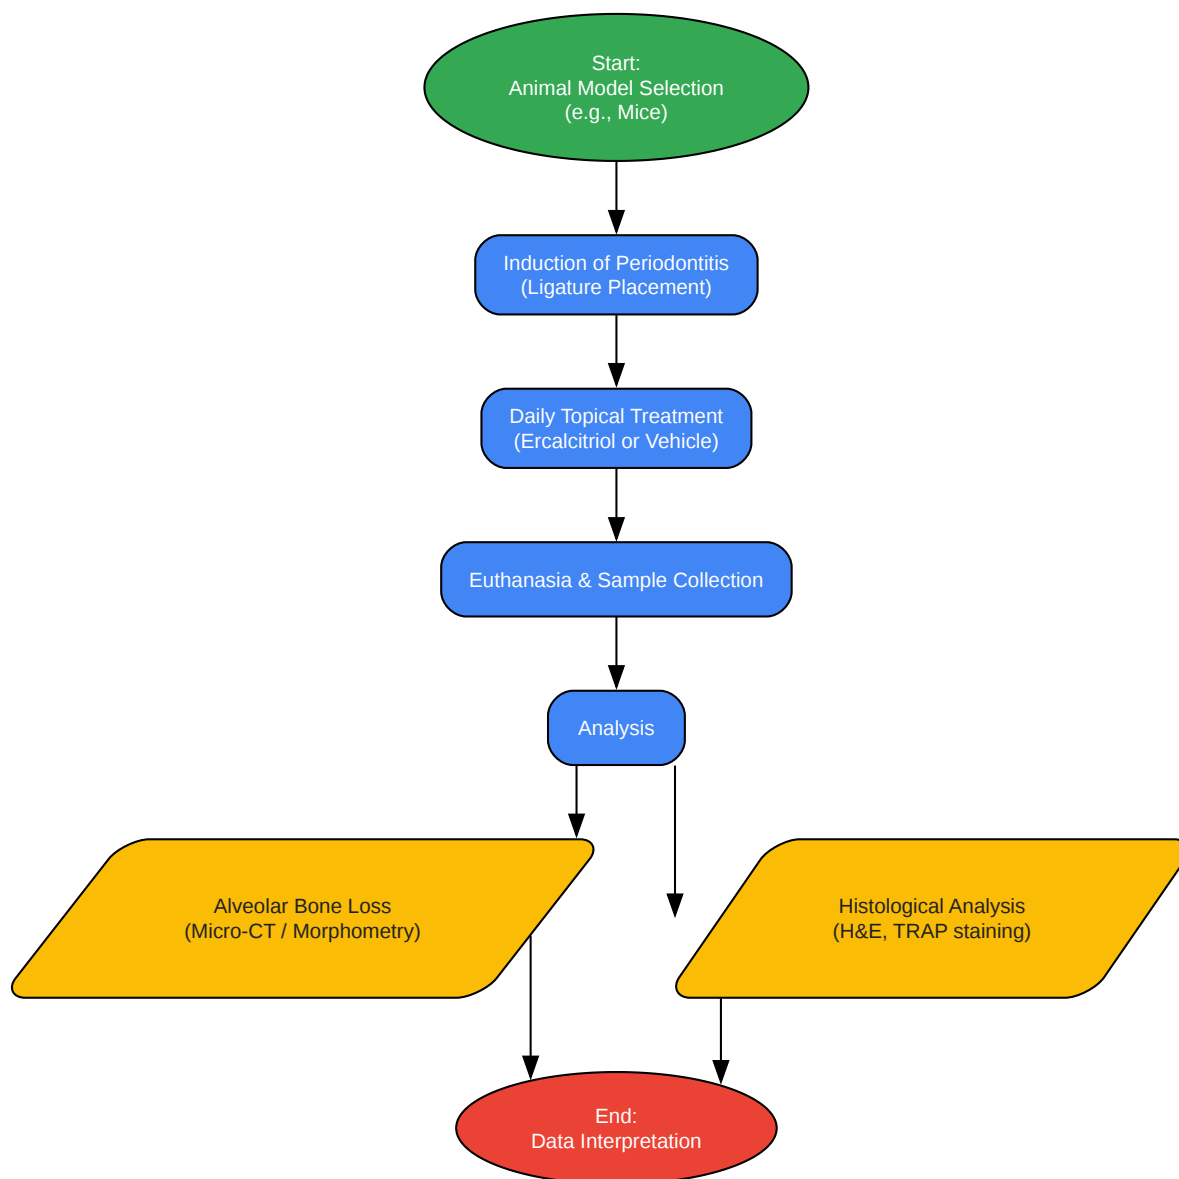 Start:
Animal Model Selection
(e.g., Mice)
Induction of Periodontitis
(Ligature Placement)
Daily Topical Treatment
(Ercalcitriol or Vehicle)
Euthanasia & Sample Collection
Analysis
Alveolar Bone Loss
(Micro-CT / Morphometry)
Histological Analysis
(H&E, TRAP staining)
End:
Data Interpretation